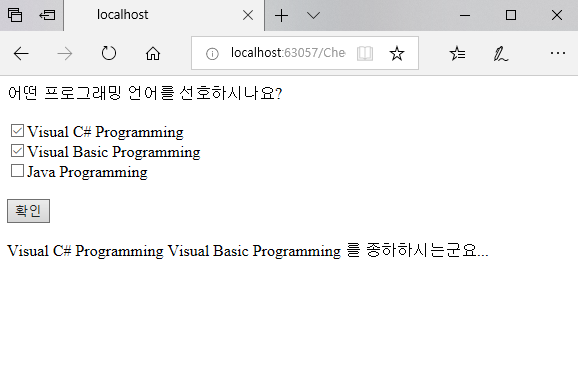 localhost
localhost:63057/Che
어떤 프로그래밍 언어를 선호하시나요?
Visual C# Programming
Visual Basic Programming
Java Programming
확인
Visual C# Programming Visual Basic Programming 를 종하하시는군요...